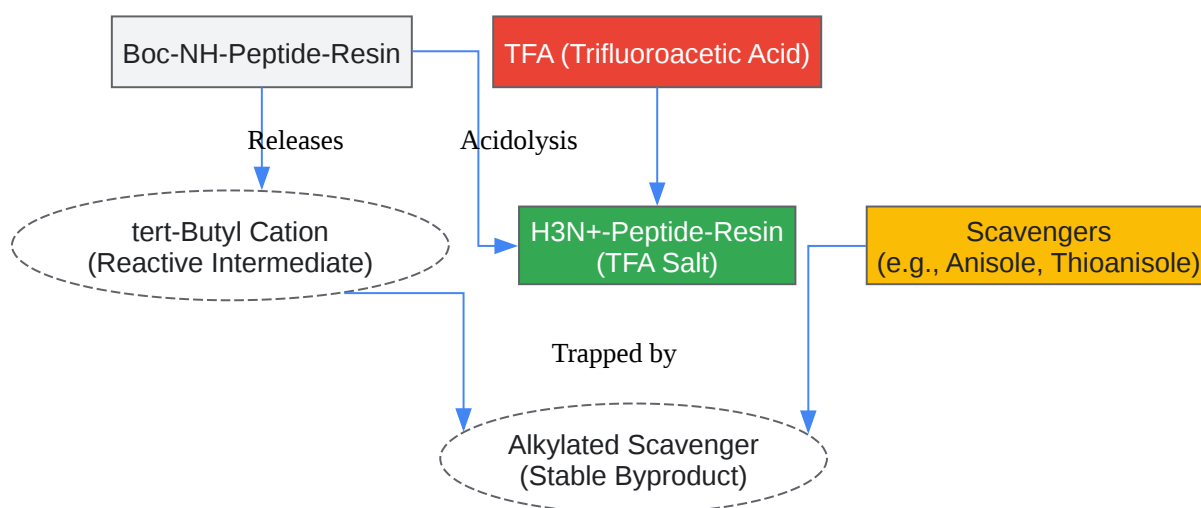 Boc-NH-Peptide-Resin
TFA (Trifluoroacetic Acid)
Releases
Acidolysis
tert-Butyl Cation
(Reactive Intermediate)
H3N+-Peptide-Resin
(TFA Salt)
Scavengers
(e.g., Anisole, Thioanisole)
Trapped by
Alkylated Scavenger
(Stable Byproduct)